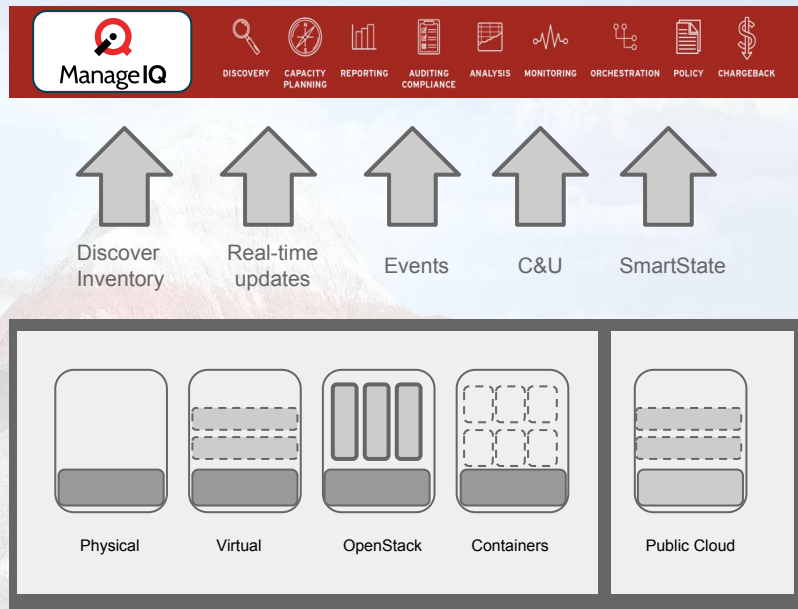 ManageIQ
DISCOVERY
CAPACITY
PLANNING
REPORTING
AUDITING
COMPLIANCE
ANALYSIS
MONITORING
ORCHESTRATION
POLICY
CHARGEBACK
Discover
Inventory
Real-time
updates
Events
C&U
SmartState
Physical
Virtual
OpenStack
Containers
Public Cloud